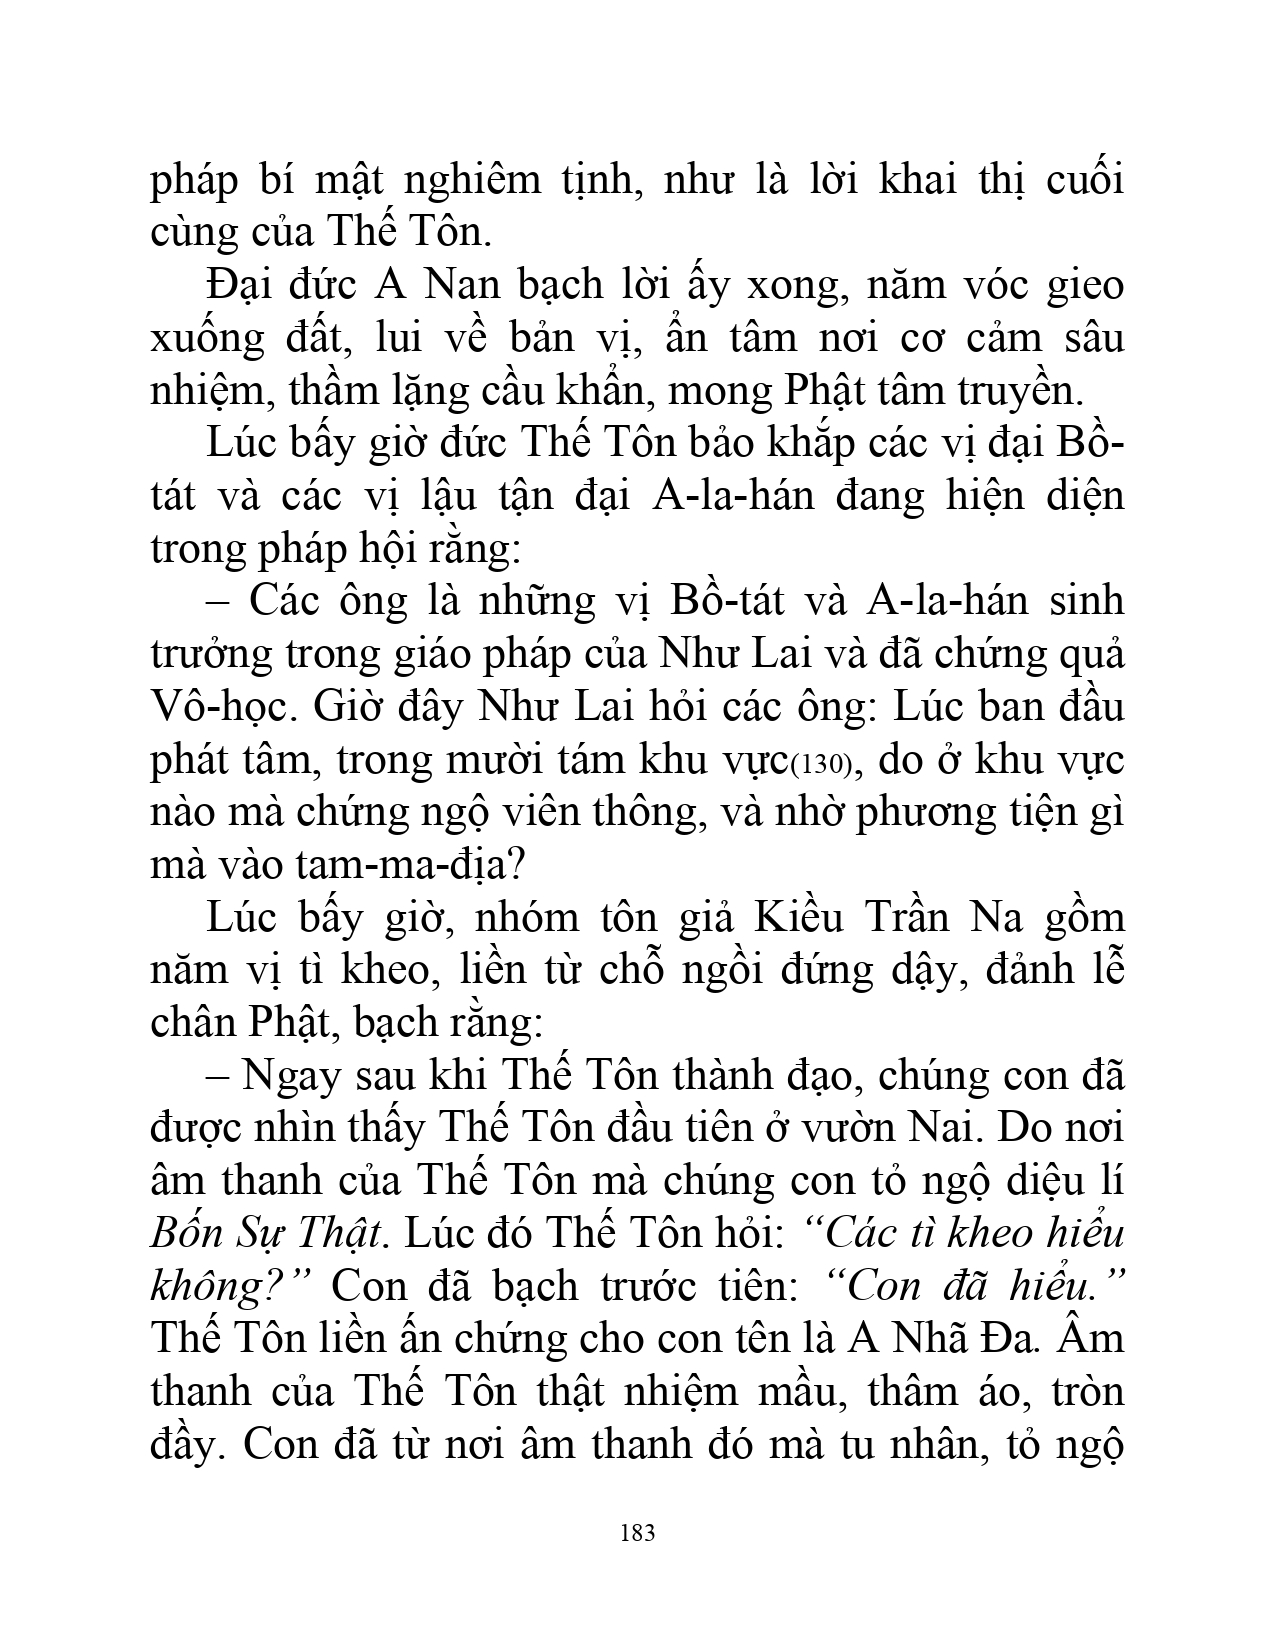 pháp bí mật nghiêm tịnh, như là lời khai thị cuối
cùng của Thế Tôn.
Đại đức A Nan bạch lời ấy xong, năm vóc gieo
xuống đất, lui về bản vị, ẩn tâm nơi cơ cảm sâu
nhiệm, thầm lặng cầu khẩn, mong Phật tâm truyền.
Lúc bấy giờ đức Thế Tôn bảo khắp các vị đại Bồ-
tát và các vị lậu tận đại A-la-hán đang hiện diện
trong pháp hội rằng:
– Các ông là những vị Bồ-tát và A-la-hán sinh
trưởng trong giáo pháp của Như Lai và đã chứng quả
Vô-học. Giờ đây Như Lai hỏi các ông: Lúc ban đầu
phát tâm, trong mười tám khu vực(130), do ở khu vực
nào mà chứng ngộ viên thông, và nhờ phương tiện gì
mà vào tam-ma-địa?
Lúc bấy giờ, nhóm tôn giả Kiều Trần Na gồm
năm vị tì kheo, liền từ chỗ ngồi đứng dậy, đảnh lễ
chân Phật, bạch rằng:
– Ngay sau khi Thế Tôn thành đạo, chúng con đã
được nhìn thấy Thế Tôn đầu tiên ở vườn Nai. Do nơi
âm thanh của Thế Tôn mà chúng con tỏ ngộ diệu lí
Bốn Sự Thật. Lúc đó Thế Tôn hỏi: “Các tì kheo hiểu
không?” Con đã bạch trước tiên: “Con đã hiểu.”
Thế Tôn liền ấn chứng cho con tên là A Nhã Đa. Âm
thanh của Thế Tôn thật nhiệm mầu, thâm áo, tròn
đầy. Con đã từ nơi âm thanh đó mà tu nhân, tỏ ngộ
183